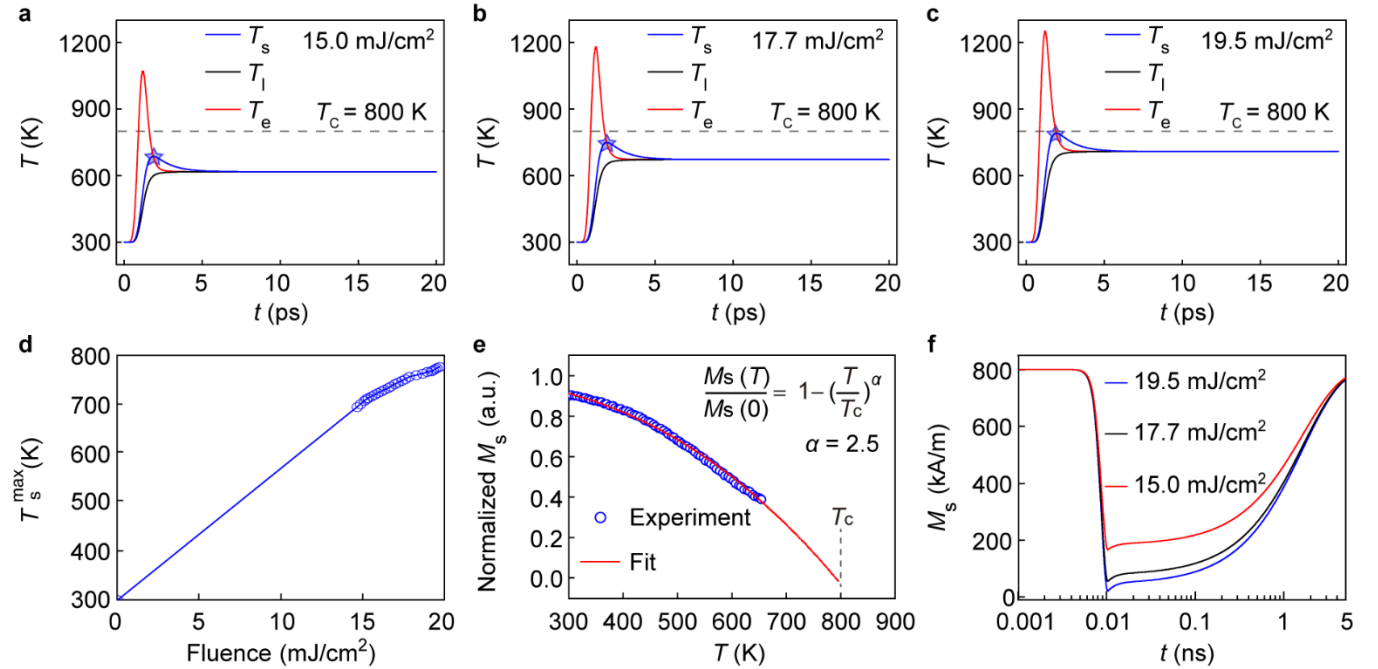 a
1200
900
600
300
T (K)
T_s
T_l
T_e
15.0 mJ/cm²
T_C = 800 K
0 5 10 15 20
t (ps)
b
1200
900
600
300
T (K)
T_s
T_l
T_e
17.7 mJ/cm²
T_C = 800 K
0 5 10 15 20
t (ps)
c
1200
900
600
300
T (K)
T_s
T_l
T_e
19.5 mJ/cm²
T_C = 800 K
0 5 10 15 20
t (ps)
d
800
700
600
500
400
300
T_s^max(K)
0 5 10 15 20
Fluence (mJ/cm²)
e
1.0
0.8
0.6
0.4
0.2
0.0
Normalized M_s (a.u.)
Ms (T)/Ms (0) = 1−(T/Tc)^α
α = 2.5
Experiment
Fit
T_C
300 400 500 600 700 800 900
T (K)
f
800
600
400
200
0
M_s (kA/m)
19.5 mJ/cm²
17.7 mJ/cm²
15.0 mJ/cm²
0.001 0.01 0.1 1 5
t (ns)